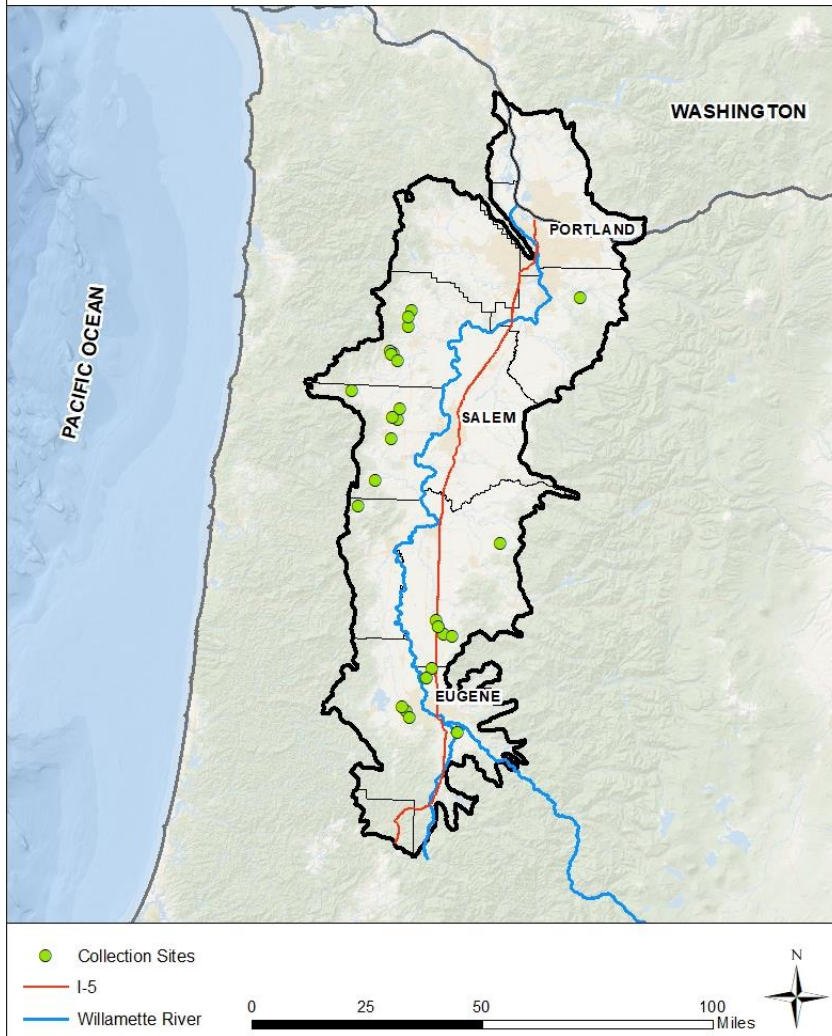 WASHINGTON
PORTLAND
PACIFIC OCEAN
SALEM
EUGENE
Collection Sites
I-5
Willamette River
0 25 50 100
Miles
N